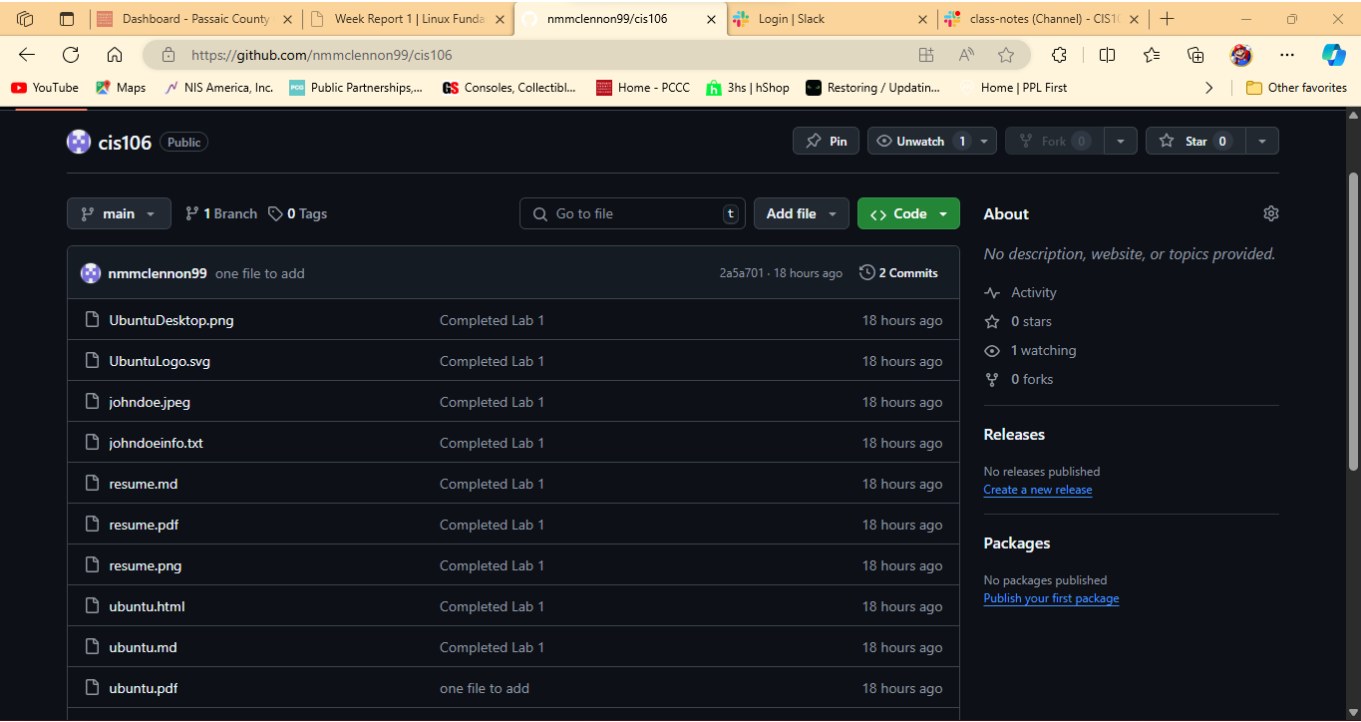 Dashboard - Passaic County Week Report 1 | Linux Funda nmmclennon99/cis106 Login | Slack class-notes (Channel) - CIS10
https://github.com/nmmclennon99/cis106
YouTube Maps NIS America, Inc. Public Partnerships,... Consoles, Collectibl... Home - PCCC 3hs | hShop Restoring / Updatin... Home | PPL First Other favorites
cis106 Public Pin Unwatch 1 Fork 0 Star 0
main 1 Branch 0 Tags Go to file t Add file Code
nmmclennon99 one file to add 2a5a701 · 18 hours ago 2 Commits
UbuntuDesktop.png Completed Lab 1 18 hours ago
UbuntuLogo.svg Completed Lab 1 18 hours ago
johndoe.jpeg Completed Lab 1 18 hours ago
johndoeinfo.txt Completed Lab 1 18 hours ago
resume.md Completed Lab 1 18 hours ago
resume.pdf Completed Lab 1 18 hours ago
resume.png Completed Lab 1 18 hours ago
ubuntu.html Completed Lab 1 18 hours ago
ubuntu.md Completed Lab 1 18 hours ago
ubuntu.pdf one file to add 18 hours ago
About
No description, website, or topics provided.
Activity
0 stars
1 watching
0 forks
Releases
No releases published
Create a new release
Packages
No packages published
Publish your first package